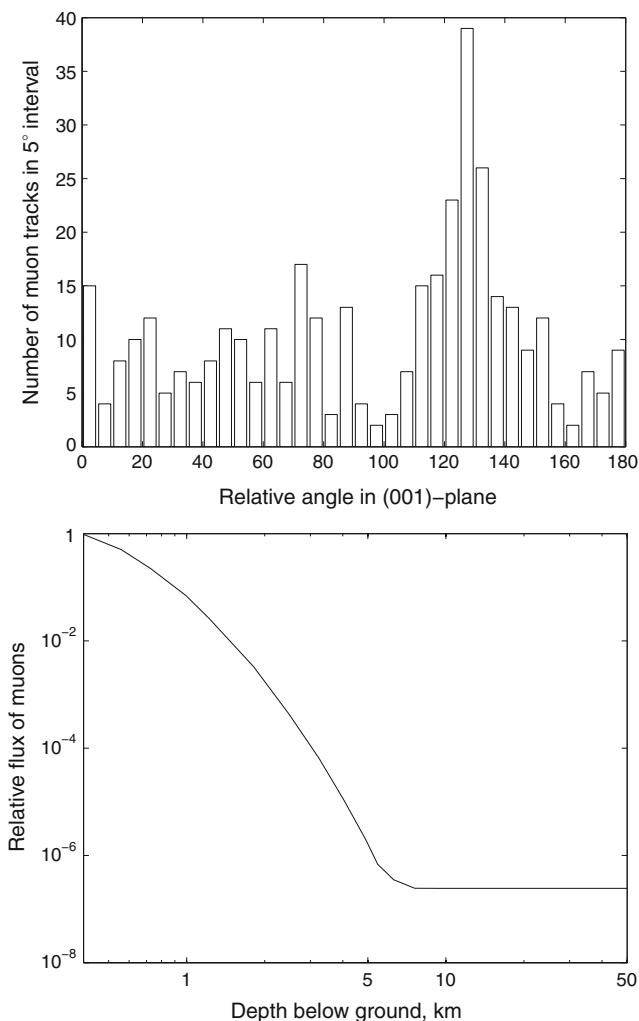 40
35
30
25
20
15
10
5
0
Number of muon tracks in 5° interval
0 20 40 60 80 100 120 140 160 180
Relative angle in (001)−plane
1
10−2
10−4
10−6
10−8
Relative flux of muons
1 5 10 50
Depth below ground, km